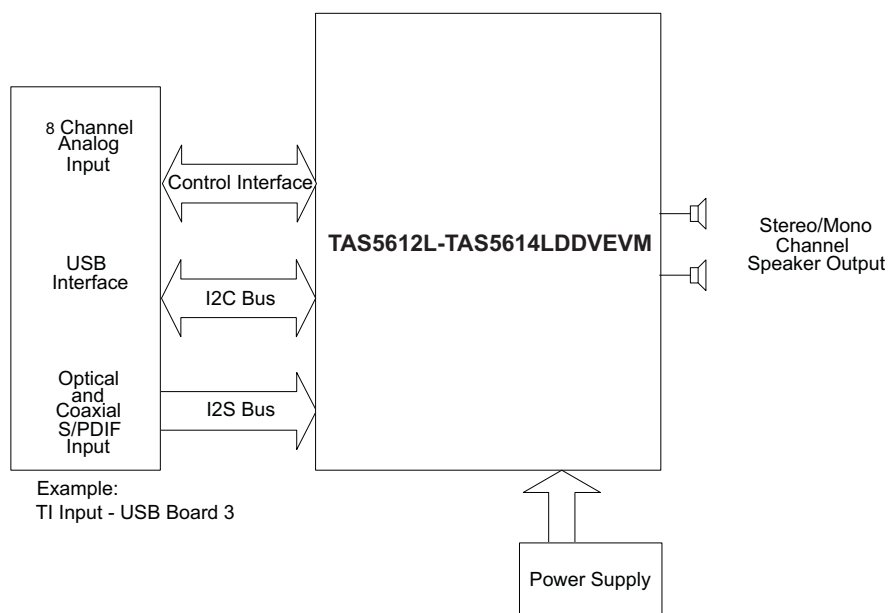 8 Channel
Analog
Input
Control Interface
TAS5612L-TAS5614LDDVEVM
Stereo/Mono
Channel
Speaker Output
USB
Interface
I2C Bus
Optical
and
Coaxial
S/PDIF
Input
I2S Bus
Example:
TI Input - USB Board 3
Power Supply